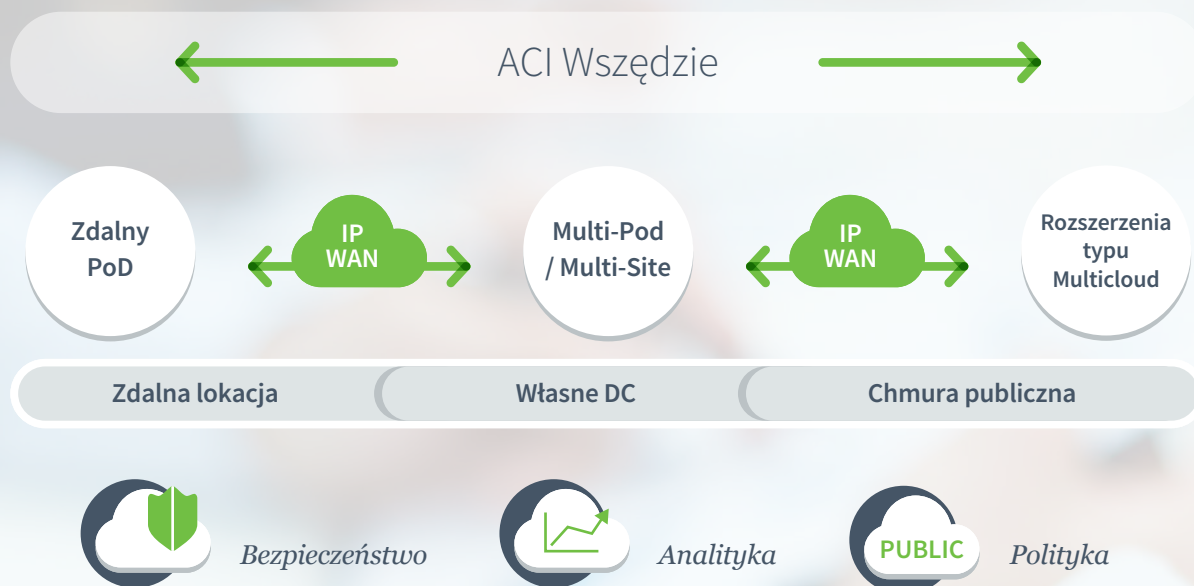 ACI Wszędzie
Zdalny
PoD
IP
WAN
Multi-Pod
/ Multi-Site
IP
WAN
Rozszerzenia
typu
Multicloud
Zdalna lokacja
Własne DC
Chmura publiczna
Bezpieczeństwo
Analityka
PUBLIC
Polityka